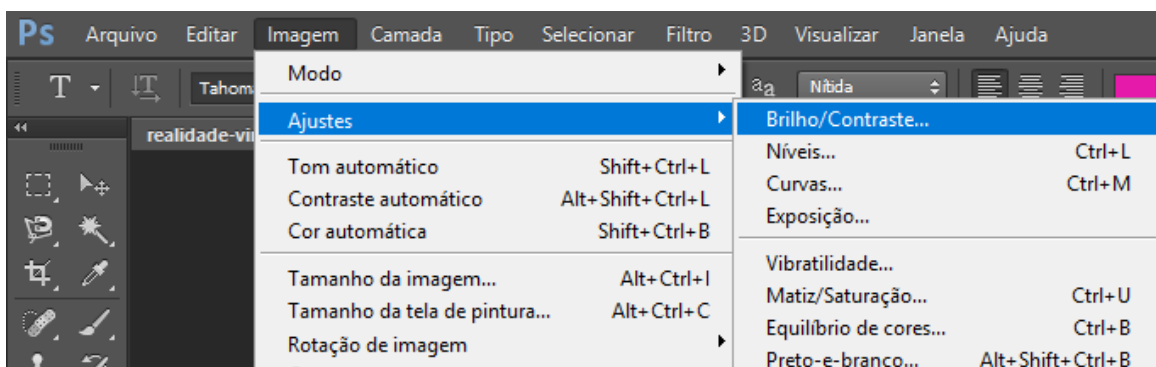 Ps Arquivo Editar Imagem Camada Tipo Selecionar Filtro 3D Visualizar Janela Ajuda
T T Tahom aa Nítida
realidade-vi
Modo
Ajustes
Tom automático Shift+Ctrl+L
Contraste automático Alt+Shift+Ctrl+L
Cor automática Shift+Ctrl+B
Tamanho da imagem... Alt+Ctrl+I
Tamanho da tela de pintura... Alt+Ctrl+C
Rotação de imagem
Brilho/Contraste...
Níveis... Ctrl+L
Curvas... Ctrl+M
Exposição...
Vibratilidade...
Matiz/Saturação... Ctrl+U
Equilíbrio de cores... Ctrl+B
Preto-e-branco... Alt+Shift+Ctrl+B